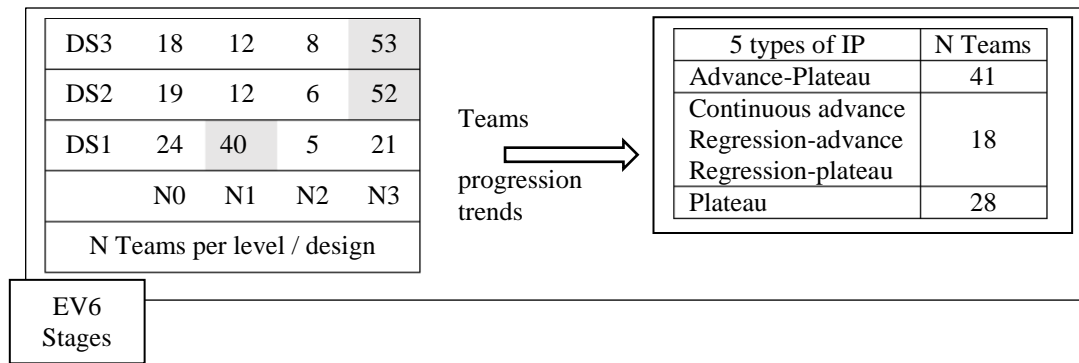 DS3 18 12 8 53
DS2 19 12 6 52
DS1 24 40 5 21
N0 N1 N2 N3
N Teams per level / design
EV6
Stages
Teams
progression
trends
5 types of IP N Teams
Advance-Plateau 41
Continuous advance
Regression-advance 18
Regression-plateau
Plateau 28